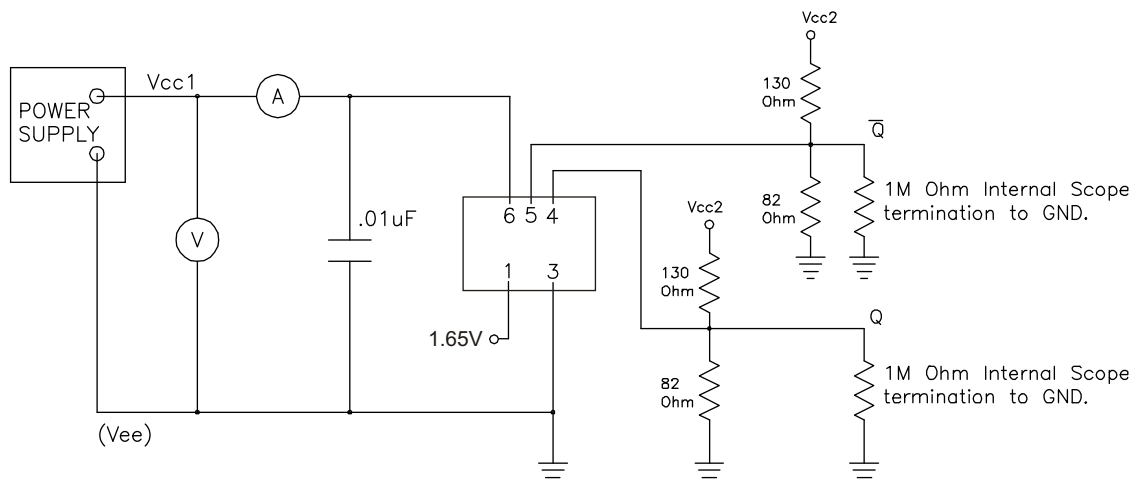 Vcc2
Vcc1
POWER
SUPPLY
A
130
Ohm
Q
V
.01uF
6 5 4
1 3
1.65V
82
Ohm
1M Ohm Internal Scope
termination to GND.
Vcc2
130
Ohm
Q
82
Ohm
1M Ohm Internal Scope
termination to GND.
(Vee)